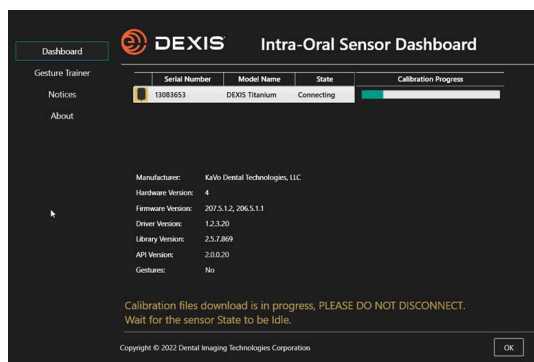 DEXIS Intra-Oral Sensor Dashboard
Dashboard
Gesture Trainer
Notices
About
Serial Number Model Name State Calibration Progress
13083653 DEXIS Titanium Connecting
Manufacturer: KaVo Dental Technologies, LLC
Hardware Version: 4
Firmware Version: 207.5.1.2, 206.5.1.1
Driver Version: 1.2.3.20
Library Version: 2.5.7.869
API Version: 2.0.0.20
Gestures: No
Calibration files download is in progress, PLEASE DO NOT DISCONNECT.
Wait for the sensor State to be Idle.
Copyright © 2022 Dental Imaging Technologies Corporation
OK